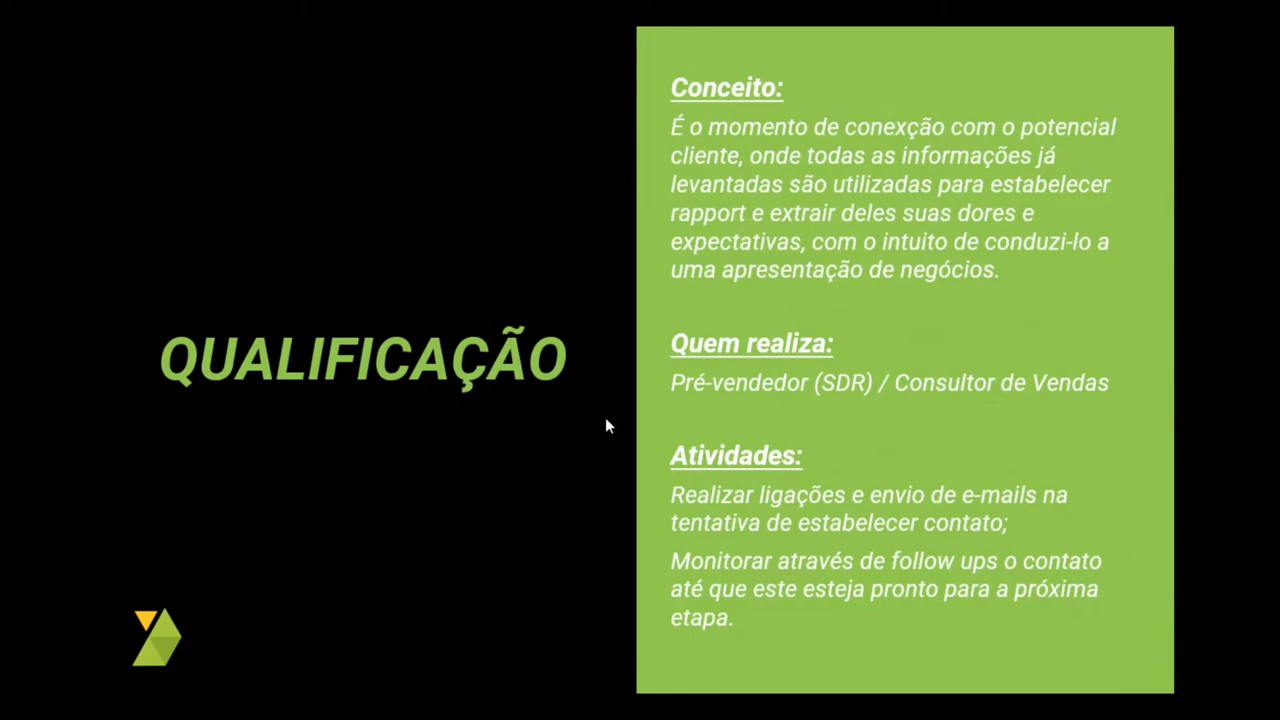 QUALIFICAÇÃO
Conceito:
É o momento de conexção com o potencial
cliente, onde todas as informações já
levantadas são utilizadas para estabelecer
rapport e extrair deles suas dores e
expectativas, com o intuito de conduzi-lo a
uma apresentação de negócios.
Quem realiza:
Pré-vendedor (SDR) / Consultor de Vendas
Atividades:
Realizar ligações e envio de e-mails na
tentativa de estabelecer contato;
Monitorar através de follow ups o contato
até que este esteja pronto para a próxima
etapa.